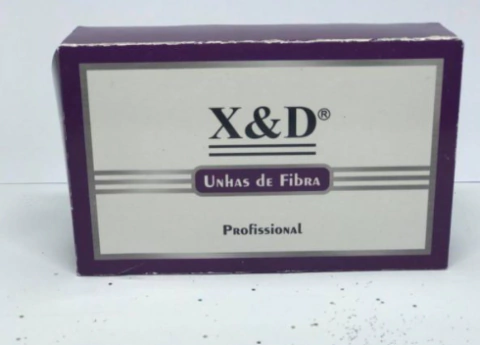 X&D®
Unhas de Fibra
Profissional